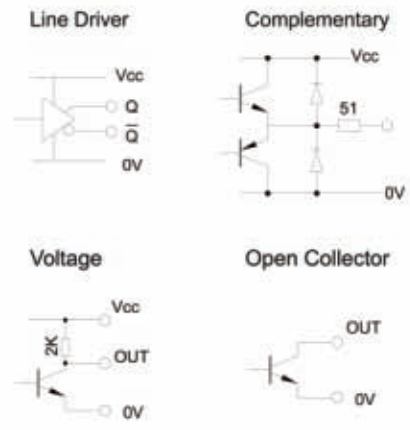 Line Driver
Complementary
Vcc
Q
Q̅
0V
Vcc
51
0V
Voltage
Open Collector
Vcc
2K
OUT
0V
OUT
0V